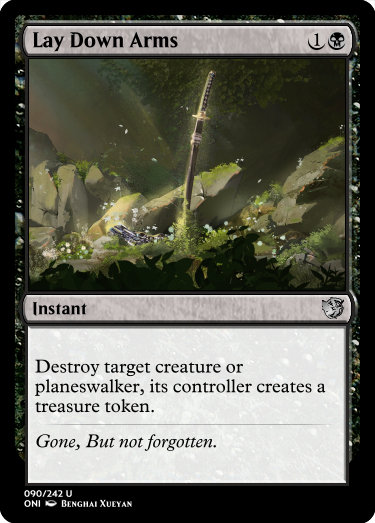 Lay Down Arms 1
Instant
Destroy target creature or
planeswalker, its controller creates a
treasure token.
Gone, But not forgotten.
090/242 U
ONI Benghai Xueyan